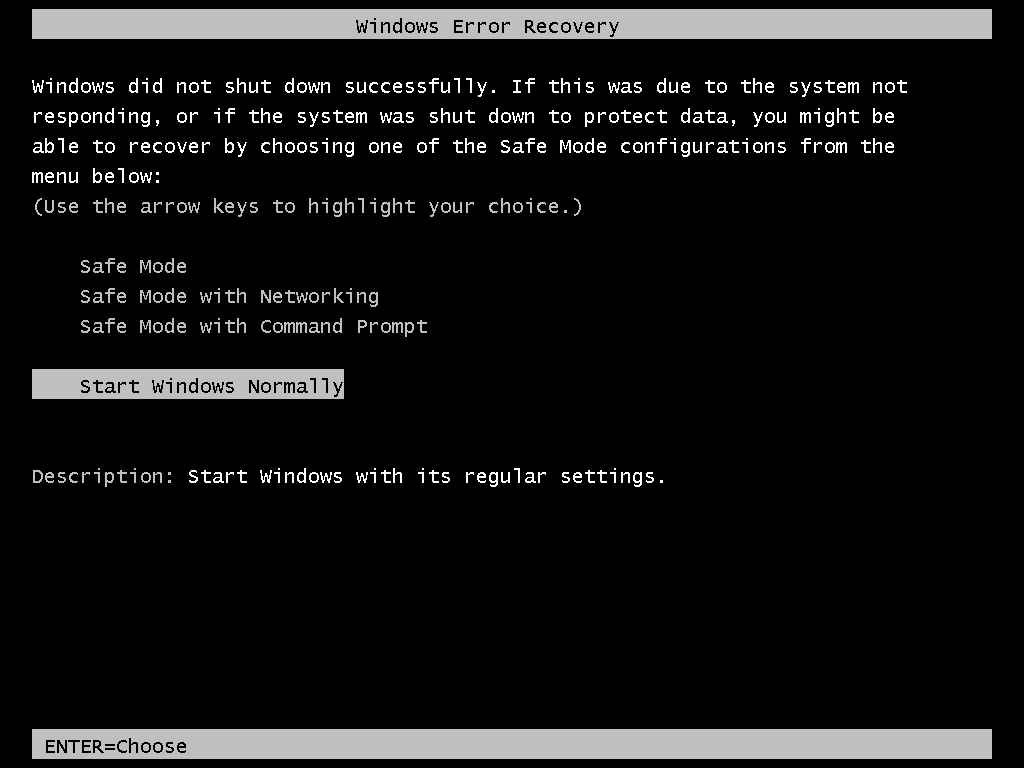 Windows Error Recovery
Windows did not shut down successfully. If this was due to the system not
responding, or if the system was shut down to protect data, you might be
able to recover by choosing one of the Safe Mode configurations from the
menu below:
(Use the arrow keys to highlight your choice.)
Safe Mode
Safe Mode with Networking
Safe Mode with Command Prompt
Start Windows Normally
Description: Start Windows with its regular settings.
ENTER=Choose